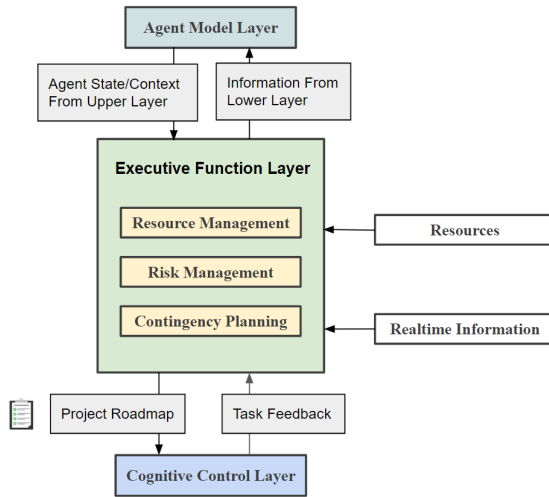 Agent Model Layer
Agent State/Context
From Upper Layer
Information From
Lower Layer
Executive Function Layer
Resource Management
Risk Management
Contingency Planning
Resources
Realtime Information
Project Roadmap
Task Feedback
Cognitive Control Layer